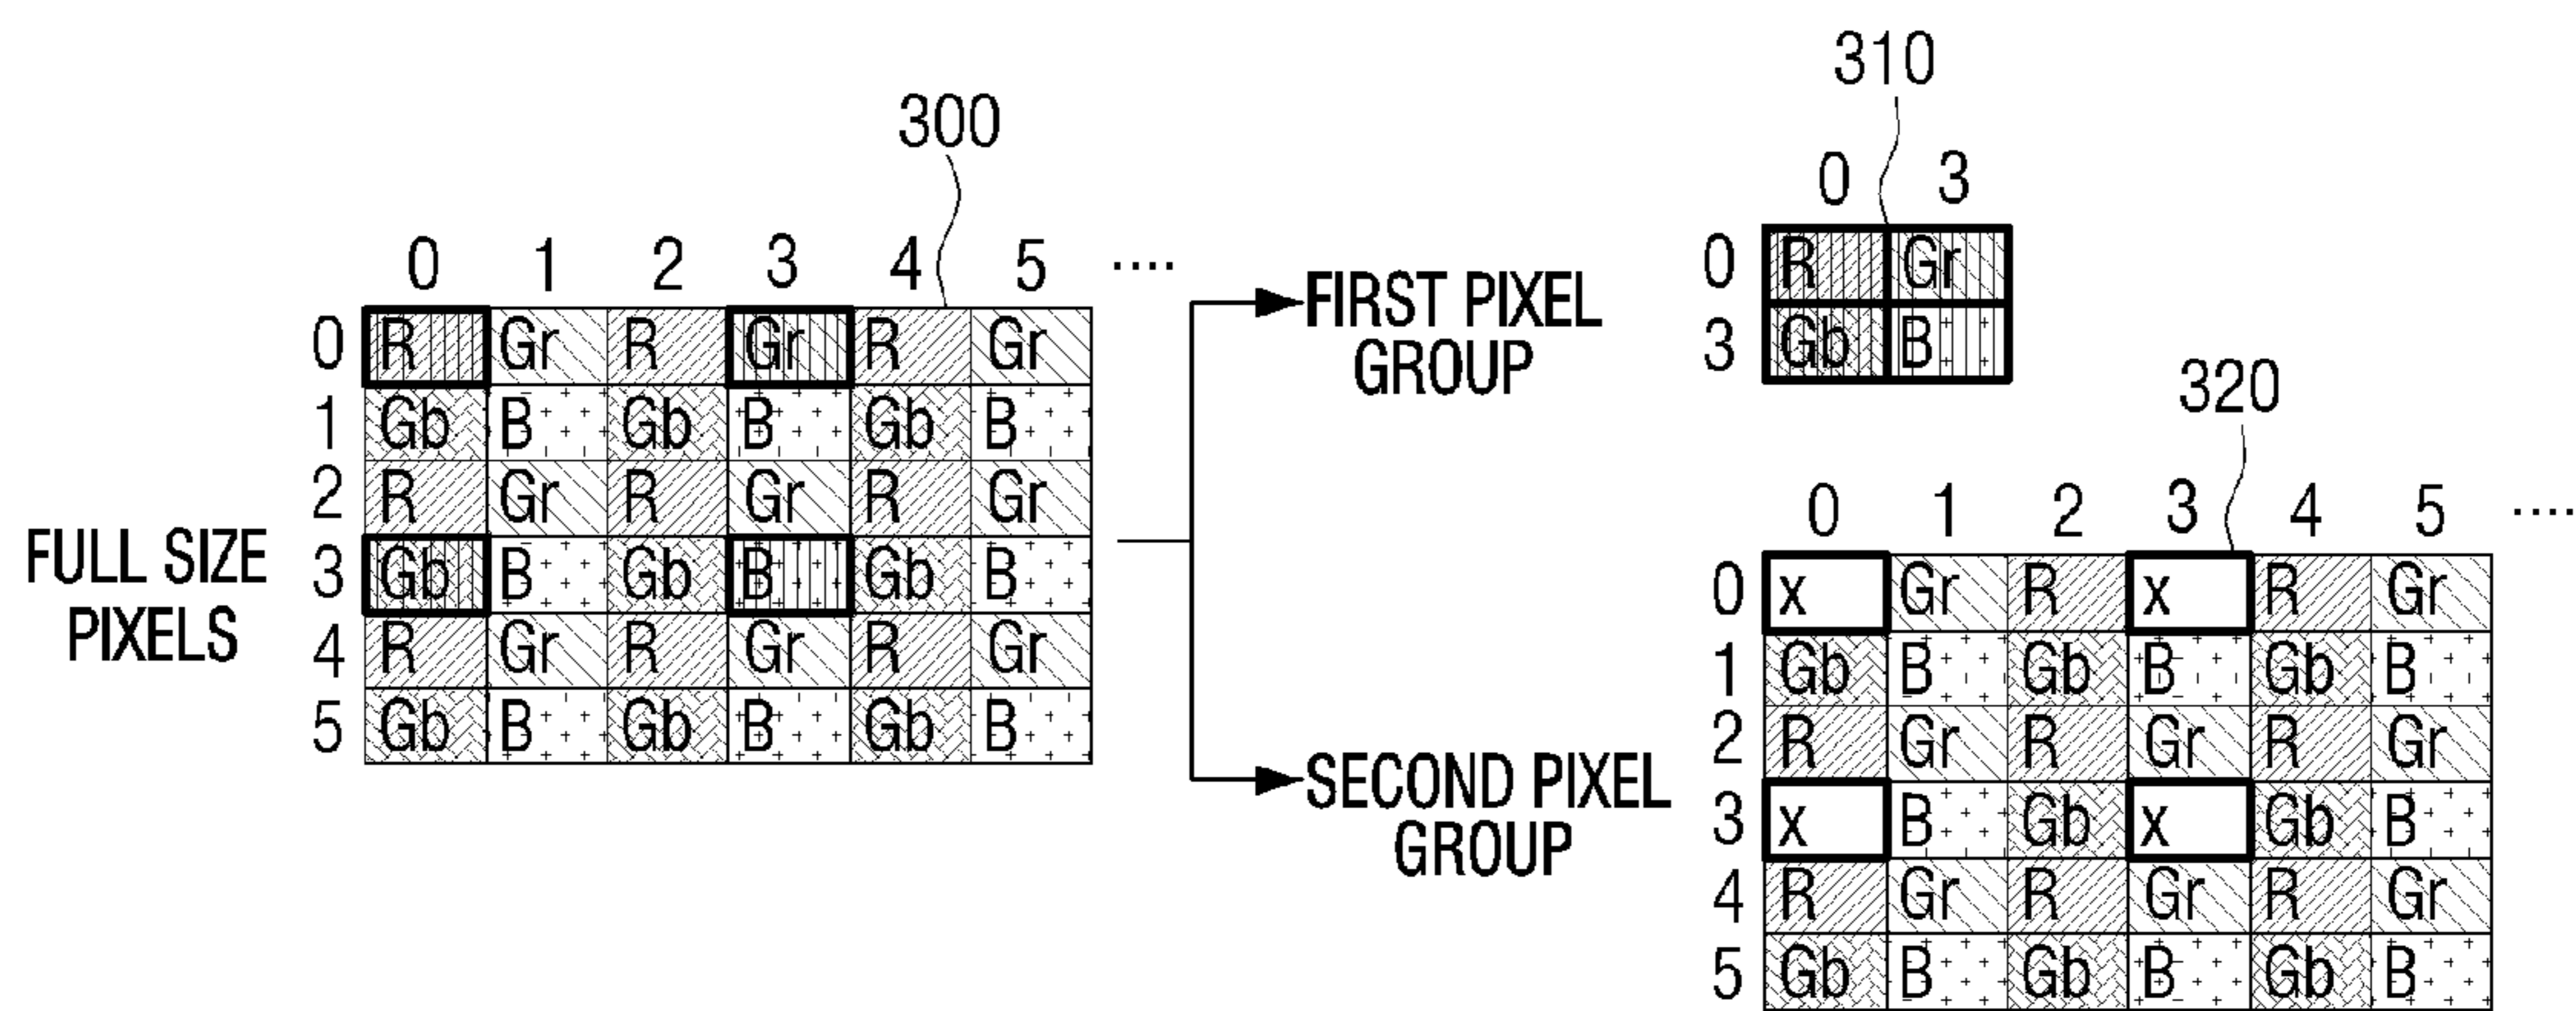 300
0 1 2 3 4 5 ....
0 R Gr R Gr R Gr
1 Gb B Gb B Gb B
2 R Gr R Gr R Gr
3 Gb B Gb B Gb B
4 R Gr R Gr R Gr
5 Gb B Gb B Gb B
FULL SIZE
PIXELS
FIRST PIXEL
GROUP
310
0 3
0 R Gr
3 Gb B
SECOND PIXEL
GROUP
320
0 1 2 3 4 5 ....
0 x Gr R x R Gr
1 Gb B Gb B Gb B
2 R Gr R Gr R Gr
3 x B Gb x Gb B
4 R Gr R Gr R Gr
5 Gb B Gb B Gb B